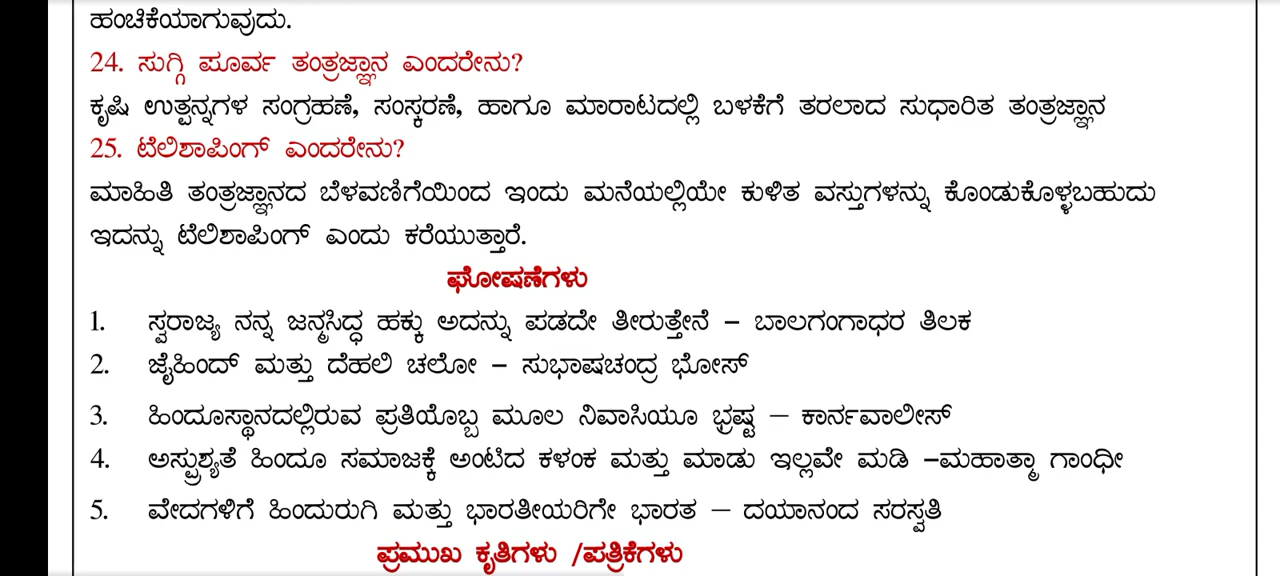 ಹಂಚಿಕೆಯಾಗುವುದು.
24. ಸುಗ್ಗಿ ಪೂರ್ವ ತಂತ್ರಜ್ಞಾನ ಎಂದರೇನು?
ಕೃಷಿ ಉತ್ಪನ್ನಗಳ ಸಂಗ್ರಹಣೆ, ಸಂಸ್ಕರಣೆ, ಹಾಗೂ ಮಾರಾಟದಲ್ಲಿ ಬಳಕೆಗೆ ತರಲಾದ ಸುಧಾರಿತ ತಂತ್ರಜ್ಞಾನ
25. ಟೆಲಿಶಾಪಿಂಗ್ ಎಂದರೇನು?
ಮಾಹಿತಿ ತಂತ್ರಜ್ಞಾನದ ಬೆಳವಣಿಗೆಯಿಂದ ಇಂದು ಮನೆಯಲ್ಲಿಯೇ ಕುಳಿತ ವಸ್ತುಗಳನ್ನು ಕೊಂಡುಕೊಳ್ಳಬಹುದು
ಇದನ್ನು ಟೆಲಿಶಾಪಿಂಗ್ ಎಂದು ಕರೆಯುತ್ತಾರೆ.
ಘೋಷಣೆಗಳು
1. ಸ್ವರಾಜ್ಯ ನನ್ನ ಜನ್ಮಸಿದ್ಧ ಹಕ್ಕು ಅದನ್ನು ಪಡದೇ ತೀರುತ್ತೇನೆ – ಬಾಲಗಂಗಾಧರ ತಿಲಕ
2. ಜೈಹಿಂದ್ ಮತ್ತು ದೆಹಲಿ ಚಲೋ – ಸುಭಾಷಚಂದ್ರ ಭೋಸ್
3. ಹಿಂದೂಸ್ಥಾನದಲ್ಲಿರುವ ಪ್ರತಿಯೊಬ್ಬ ಮೂಲ ನಿವಾಸಿಯೂ ಭ್ರಷ್ಟ – ಕಾರ್ನವಾಲೀಸ್
4. ಅಸ್ಪ್ರುಶ್ಯತೆ ಹಿಂದೂ ಸಮಾಜಕ್ಕೆ ಅಂಟಿದ ಕಳಂಕ ಮತ್ತು ಮಾಡು ಇಲ್ಲವೇ ಮಡಿ –ಮಹಾತ್ಮಾ ಗಾಂಧೀ
5. ವೇದಗಳಿಗೆ ಹಿಂದುರುಗಿ ಮತ್ತು ಭಾರತೀಯರಿಗೇ ಭಾರತ – ದಯಾನಂದ ಸರಸ್ವತಿ
ಪ್ರಮುಖ ಕೃತಿಗಳು /ಪತ್ರಿಕೆಗಳು